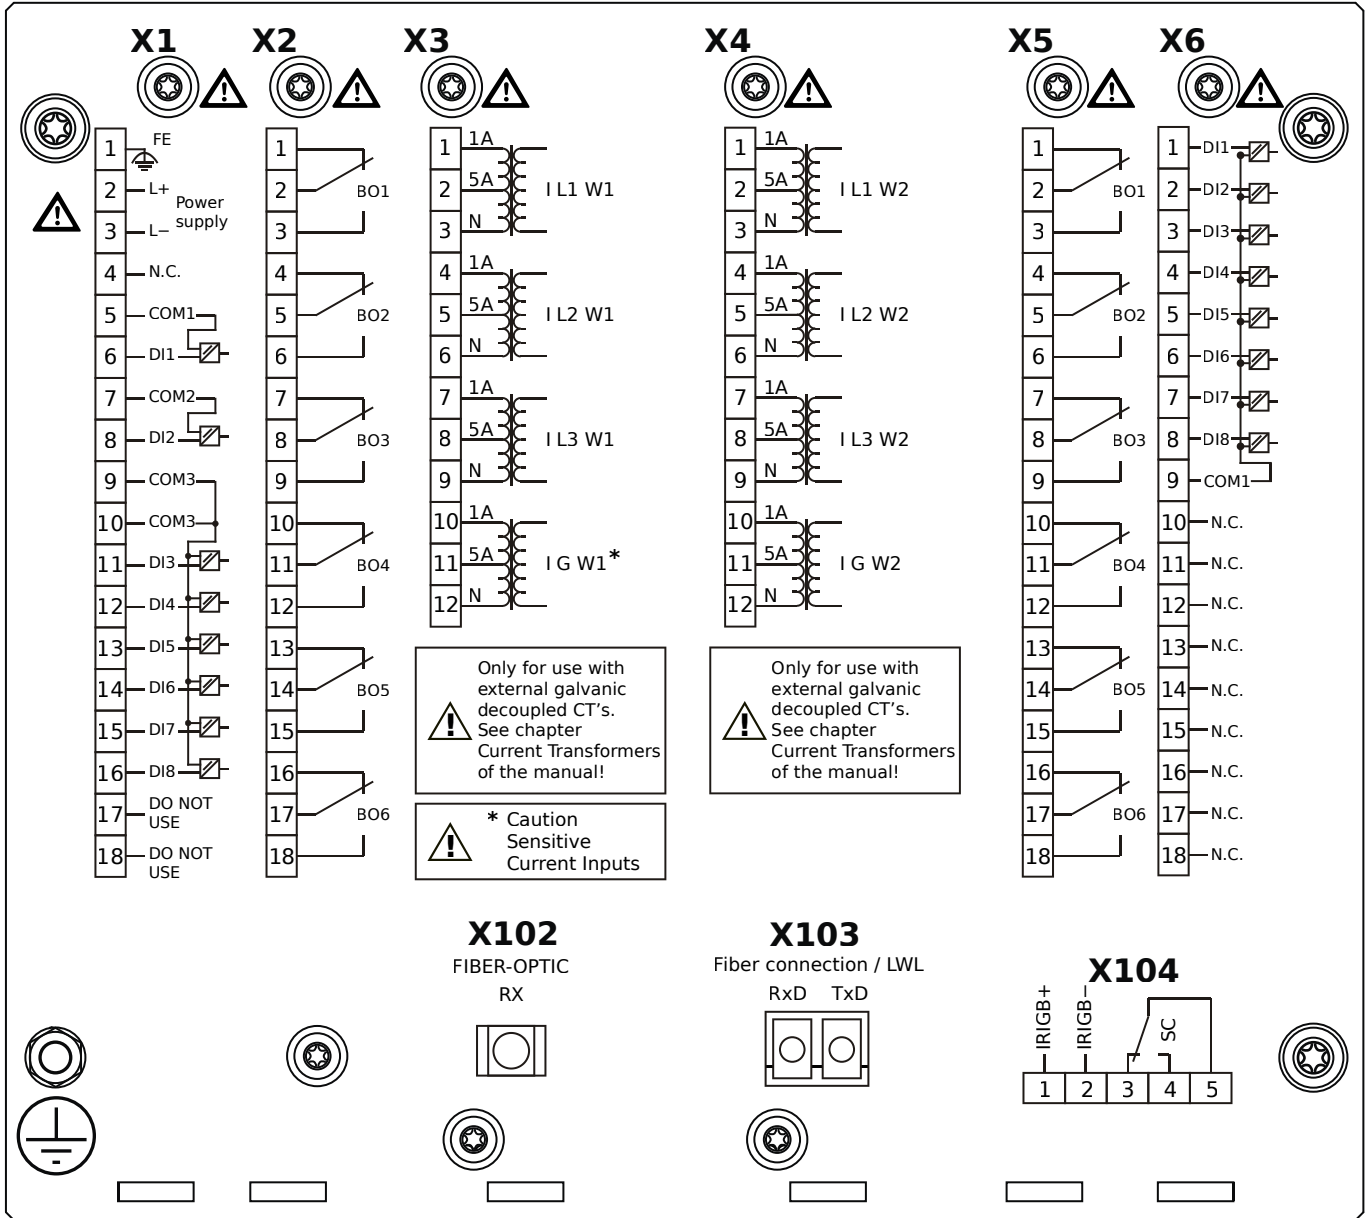 X1
X2
X3
X4
X5
X6
1 FE
2 L+
Power
supply
3 L−
4 N.C.
5 COM1
6 DI1
7 COM2
8 DI2
9 COM3
10 COM3
11 DI3
12 DI4
13 DI5
14 DI6
15 DI7
16 DI8
17 DO NOT
USE
18 DO NOT
USE
1
2 BO1
3
4
5 BO2
6
7
8 BO3
9
10
11 BO4
12
13
14 BO5
15
16
17 BO6
18
1 1A
2 5A I L1 W1
3 N
4 1A
5 5A I L2 W1
6 N
7 1A
8 5A I L3 W1
9 N
10 1A
11 5A I G W1*
12 N
Only for use with
external galvanic
decoupled CT's.
See chapter
Current Transformers
of the manual!
* Caution
Sensitive
Current Inputs
1 1A
2 5A I L1 W2
3 N
4 1A
5 5A I L2 W2
6 N
7 1A
8 5A I L3 W2
9 N
10 1A
11 5A I G W2
12 N
Only for use with
external galvanic
decoupled CT's.
See chapter
Current Transformers
of the manual!
1
2 BO1
3
4
5 BO2
6
7
8 BO3
9
10
11 BO4
12
13
14 BO5
15
16
17 BO6
18
1 DI1
2 DI2
3 DI3
4 DI4
5 DI5
6 DI6
7 DI7
8 DI8
9 COM1
10 N.C.
11 N.C.
12 N.C.
13 N.C.
14 N.C.
15 N.C.
16 N.C.
17 N.C.
18 N.C.
X102
FIBER-OPTIC
RX
X103
Fiber connection / LWL
RxD TxD
X104
IRIGB+
IRIGB−
SC
1 2 3 4 5